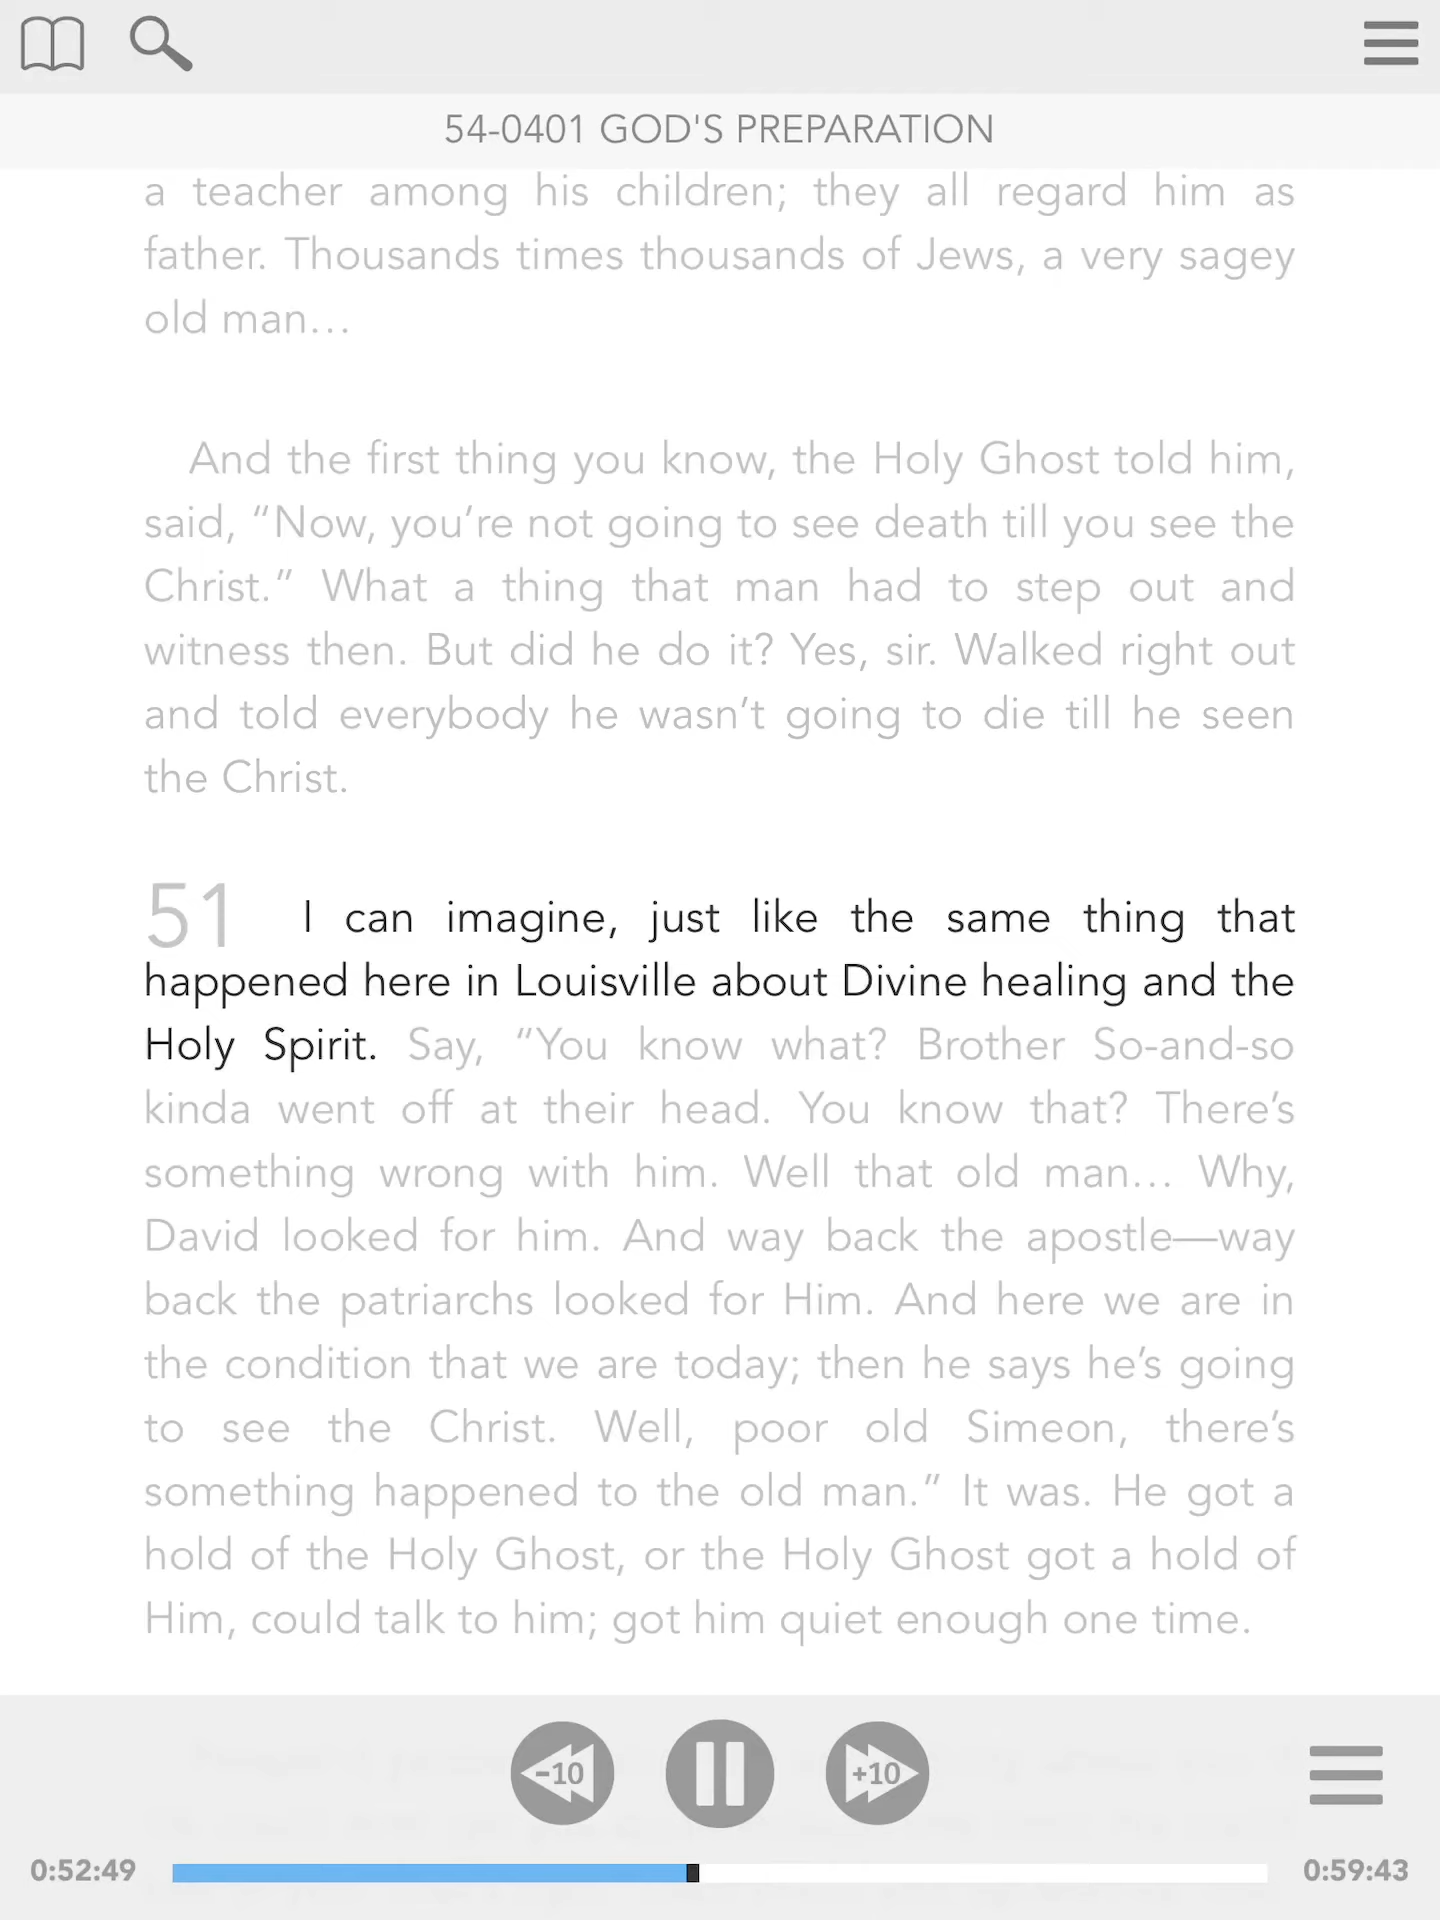 54-0401 GOD'S PREPARATION
a teacher among his children; they all regard him as
father. Thousands times thousands of Jews, a very sagey
old man…
And the first thing you know, the Holy Ghost told him,
said, “Now, you’re not going to see death till you see the
Christ.” What a thing that man had to step out and
witness then. But did he do it? Yes, sir. Walked right out
and told everybody he wasn’t going to die till he seen
the Christ.
51 I can imagine, just like the same thing that
happened here in Louisville about Divine healing and the
Holy Spirit. Say, “You know what? Brother So-and-so
kinda went off at their head. You know that? There’s
something wrong with him. Well that old man… Why,
David looked for him. And way back the apostle—way
back the patriarchs looked for Him. And here we are in
the condition that we are today; then he says he’s going
to see the Christ. Well, poor old Simeon, there’s
something happened to the old man.” It was. He got a
hold of the Holy Ghost, or the Holy Ghost got a hold of
Him, could talk to him; got him quiet enough one time.
-10 +10
0:52:49 0:59:43